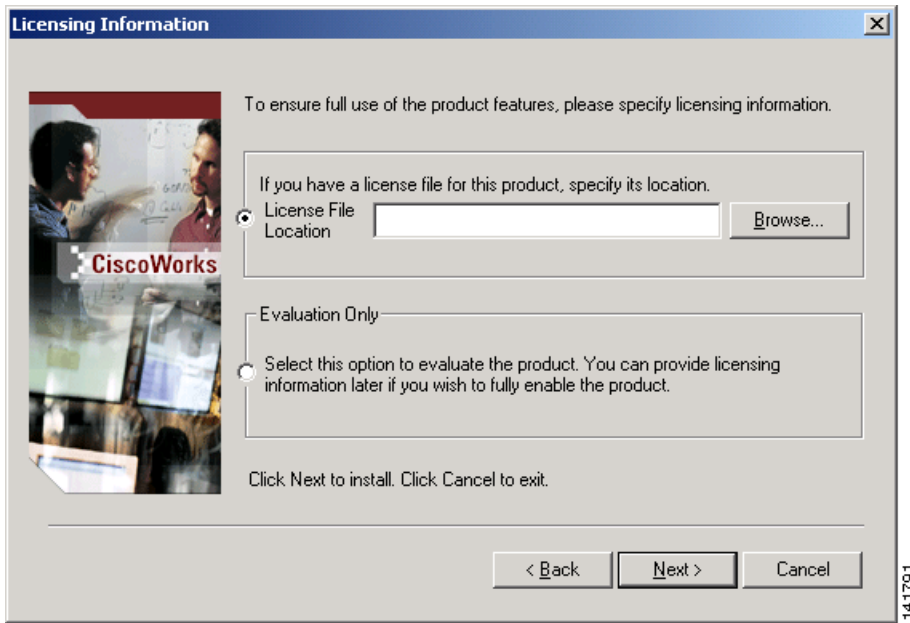 Licensing Information
To ensure full use of the product features, please specify licensing information.
If you have a license file for this product, specify its location.
License File
Location
Browse...
CiscoWorks
Evaluation Only
Select this option to evaluate the product. You can provide licensing
information later if you wish to fully enable the product.
Click Next to install. Click Cancel to exit.
< Back
Next >
Cancel
141791